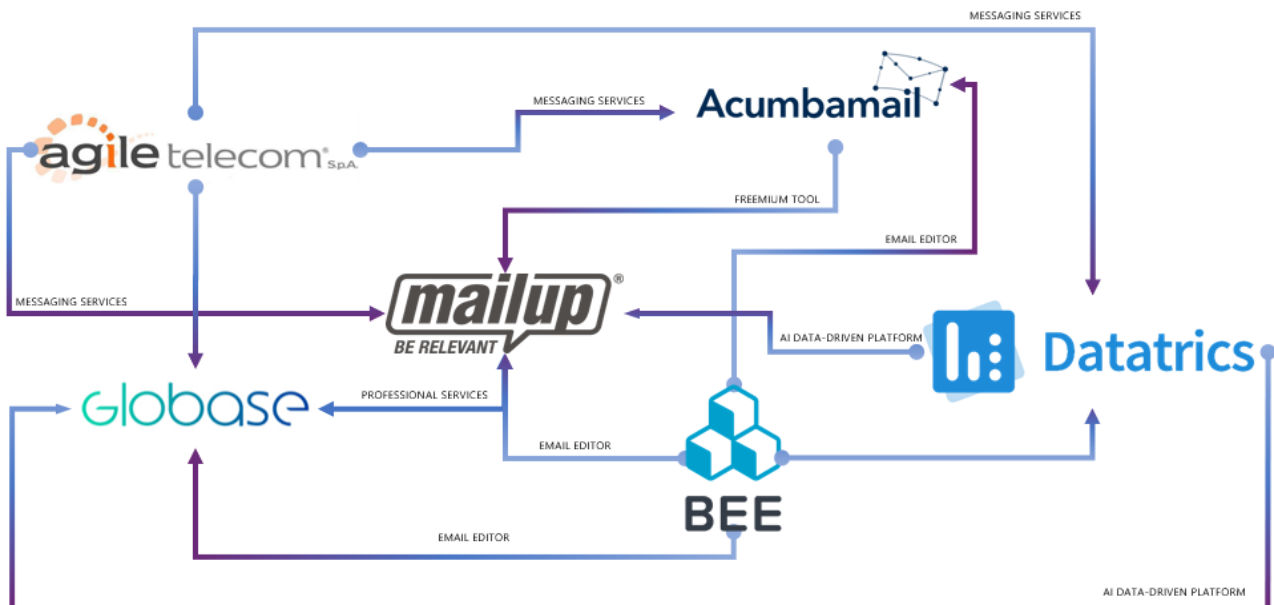 MESSAGING SERVICES
MESSAGING SERVICES
Acumbamail
agile telecom® S.p.A.
FREEMIUM TOOL
EMAIL EDITOR
mailup®
BE RELEVANT
MESSAGING SERVICES
AI DATA-DRIVEN PLATFORM
Datatrics
Globase
PROFESSIONAL SERVICES
EMAIL EDITOR
BEE
EMAIL EDITOR
AI DATA-DRIVEN PLATFORM